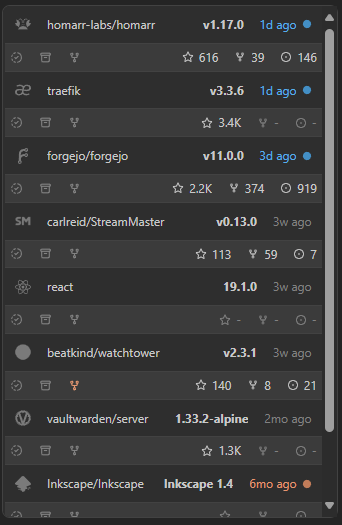 homarr-labs/homarr v1.17.0 1d ago
616 39 146
traefik v3.3.6 1d ago
3.4K - -
forgejo/forgejo v11.0.0 3d ago
2.2K 374 919
SM carlreid/StreamMaster v0.13.0 3w ago
113 59 7
react 19.1.0 3w ago
- - -
beatkind/watchtower v2.3.1 3w ago
140 8 21
vaultwarden/server 1.33.2-alpine 2mo ago
1.3K - -
Inkscape/Inkscape Inkscape 1.4 6mo ago
- - -